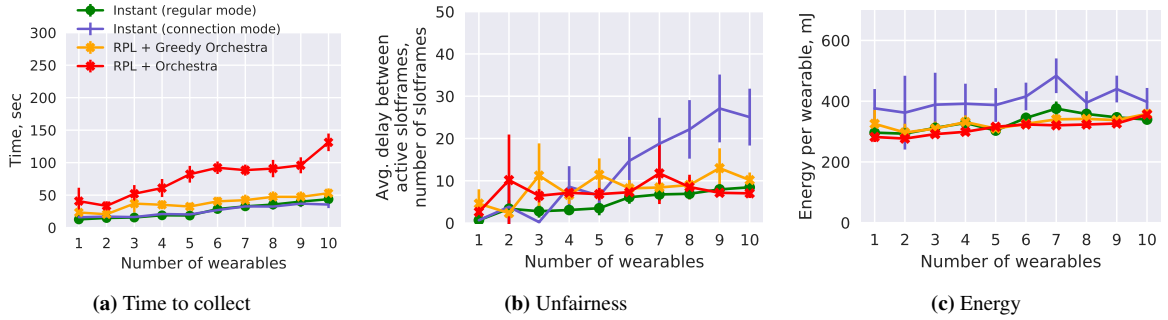 Instant (regular mode)
Instant (connection mode)
RPL + Greedy Orchestra
RPL + Orchestra
Time, sec
300
250
200
150
100
50
0
1 2 3 4 5 6 7 8 9 10
Number of wearables
(a) Time to collect
Avg. delay between
active slotframes,
number of slotframes
50
40
30
20
10
0
1 2 3 4 5 6 7 8 9 10
Number of wearables
(b) Unfairness
Energy per wearable, mJ
600
400
200
0
1 2 3 4 5 6 7 8 9 10
Number of wearables
(c) Energy